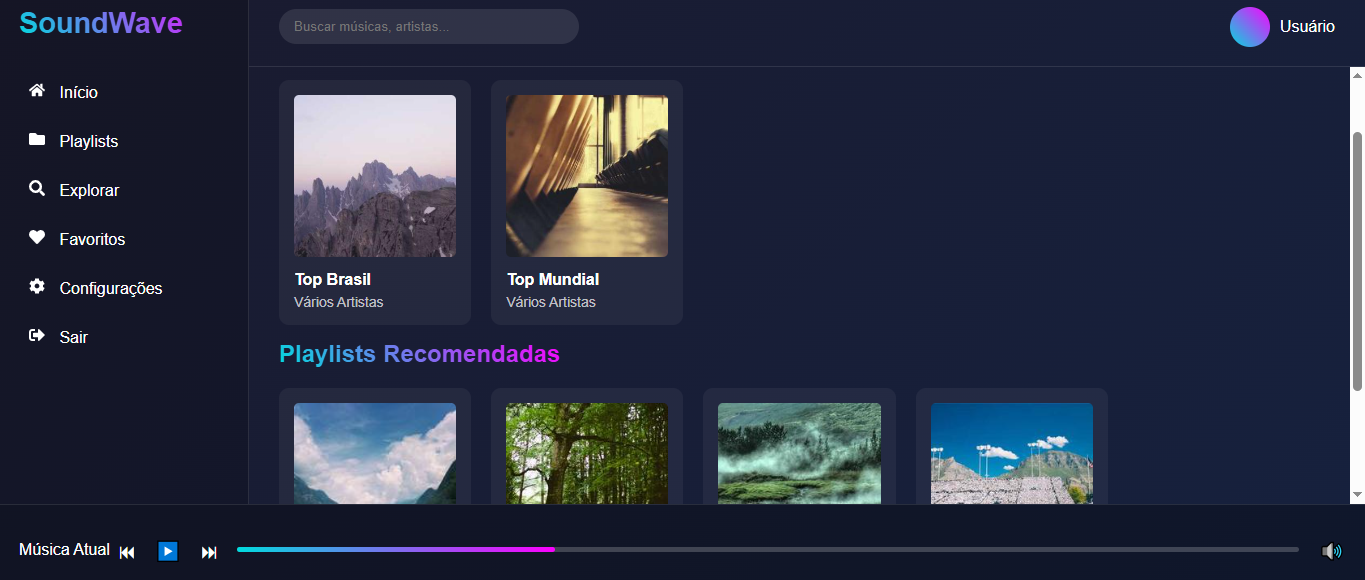 SoundWave
Buscar músicas, artistas...
Usuário
Início
Playlists
Explorar
Favoritos
Configurações
Sair
Top Brasil
Vários Artistas
Top Mundial
Vários Artistas
Playlists Recomendadas
Música Atual